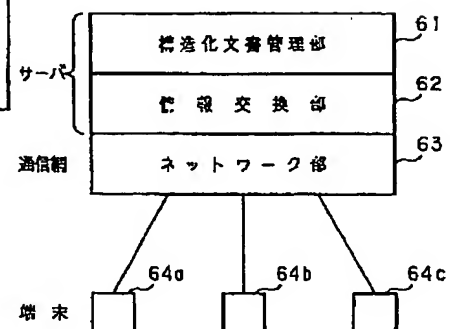 構造化文書管理部
61
サーバ
情報交換部
62
通信網
ネットワーク部
63
64a
64b
64c
端末